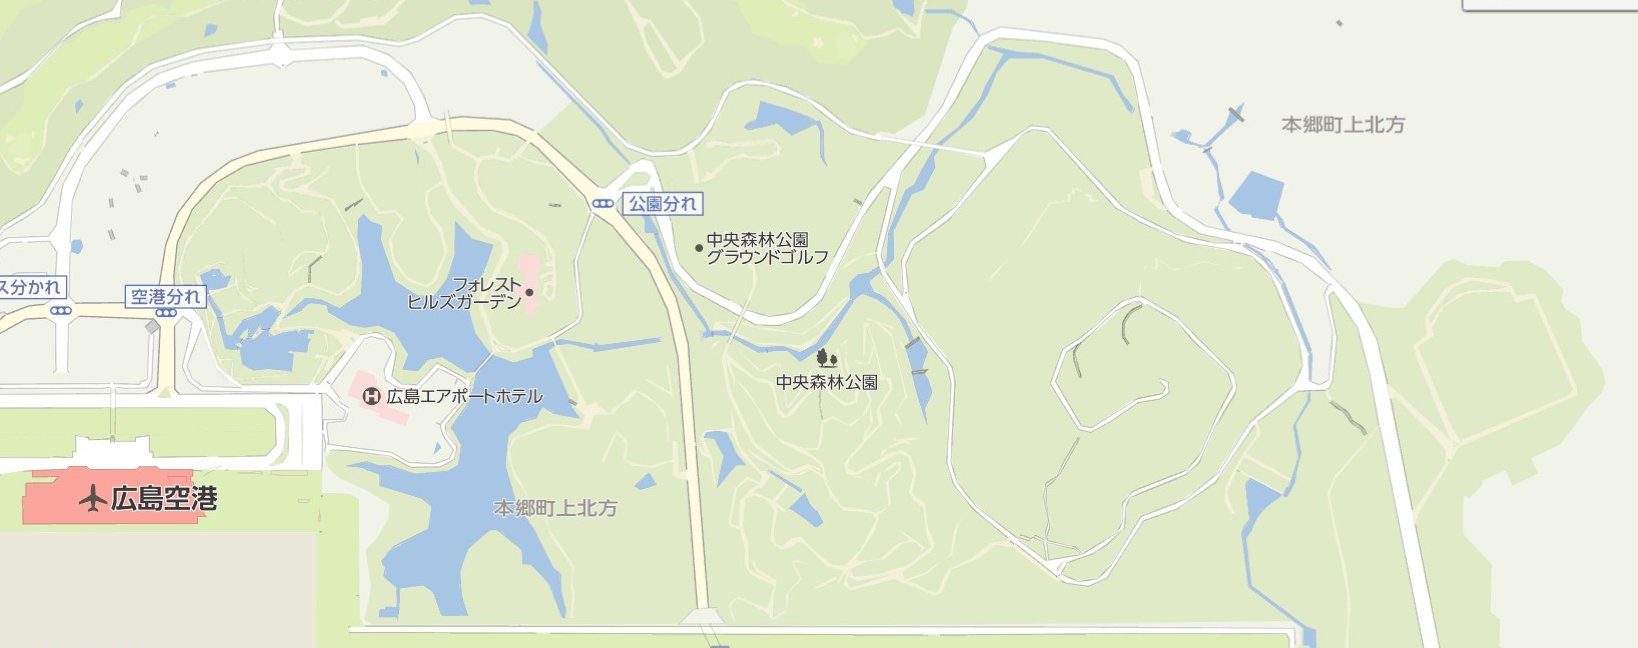 本郷町上北方
公園分れ
中央森林公園
グラウンドゴルフ
フォレスト
ヒルズガーデン
ス分かれ
空港分れ
中央森林公園
H
広島エアポートホテル
広島空港
本郷町上北方